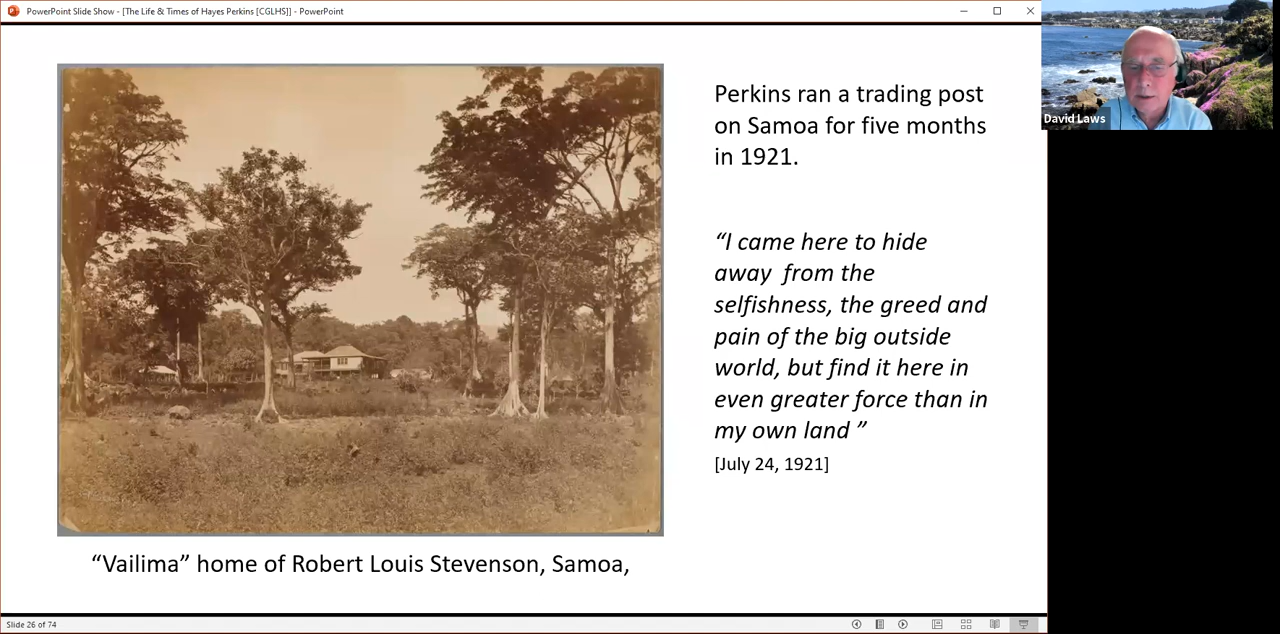 PowerPoint Slide Show - [The Life & Times of Hayes Perkins [CGLHS]] - PowerPoint
David Laws
Perkins ran a trading post
on Samoa for five months
in 1921.
“I came here to hide
away  from the
selfishness, the greed and
pain of the big outside
world, but find it here in
even greater force than in
my own land ”
[July 24, 1921]
“Vailima” home of Robert Louis Stevenson, Samoa,
Slide 26 of 74